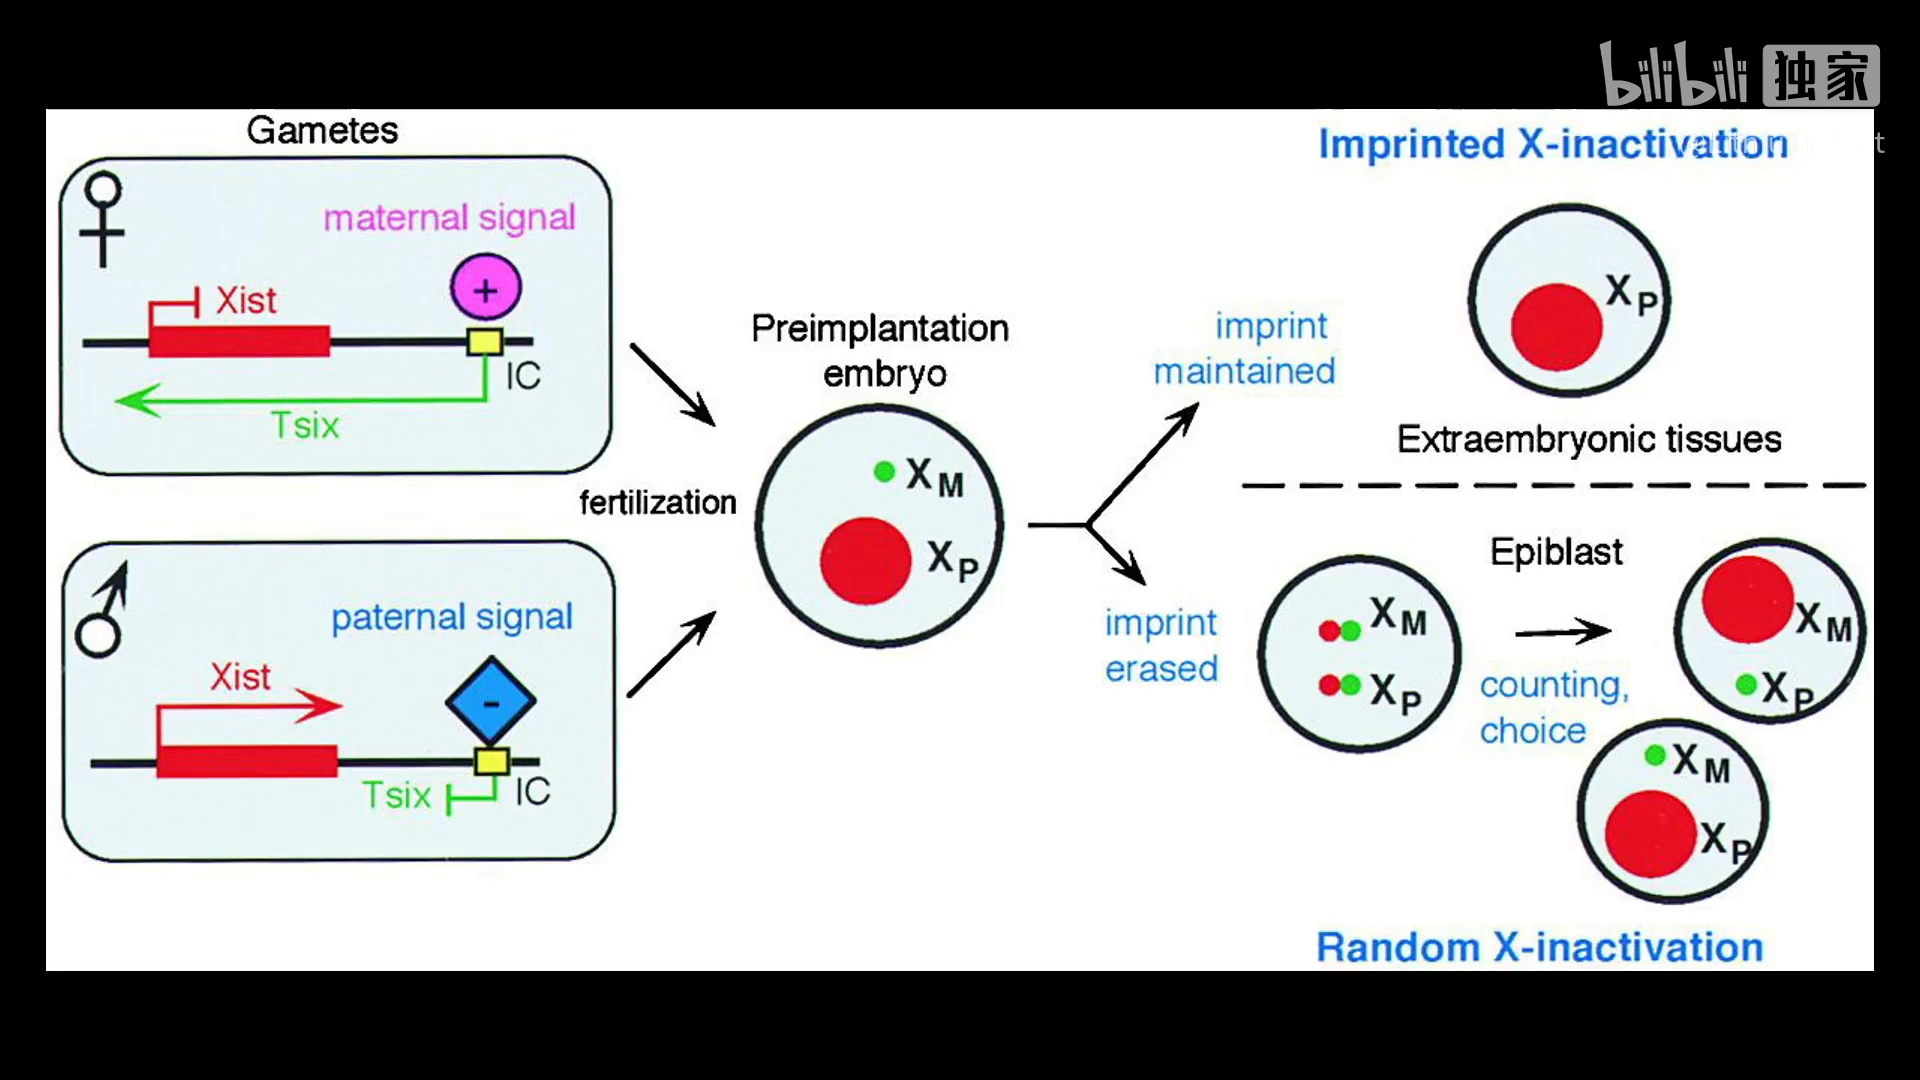 bilibili 独家
Gametes
maternal signal
+
Xist
IC
Tsix
paternal signal
Xist
-
Tsix
IC
fertilization
Preimplantation
embryo
XM
XP
imprint
maintained
imprint
erased
Imprinted X-inactivation
XP
Extraembryonic tissues
Epiblast
XM
XP
counting,
choice
XM
XP
XM
XP
Random X-inactivation